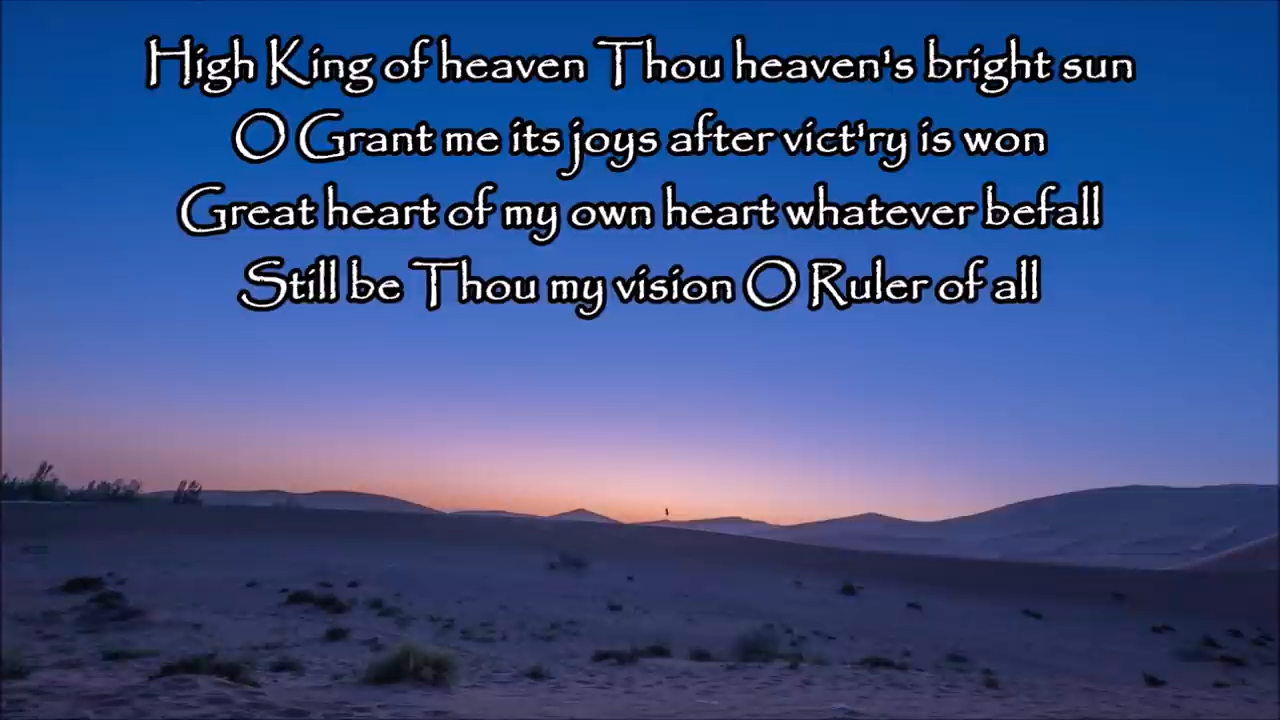 High King of heaven Thou heaven's bright sun
O Grant me its joys after vict'ry is won
Great heart of my own heart whatever befall
Still be Thou my vision O Ruler of all